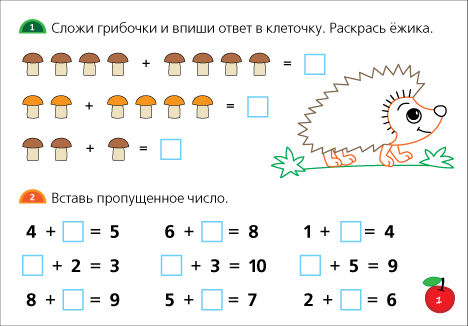 1 Сложи грибочки и впиши ответ в клеточку. Раскрась ёжика.
+ =
+ =
+ =
2 Вставь пропущенное число.
4 + □ = 5 6 + □ = 8 1 + □ = 4
□ + 2 = 3 □ + 3 = 10 □ + 5 = 9
8 + □ = 9 5 + □ = 7 2 + □ = 6
1
1